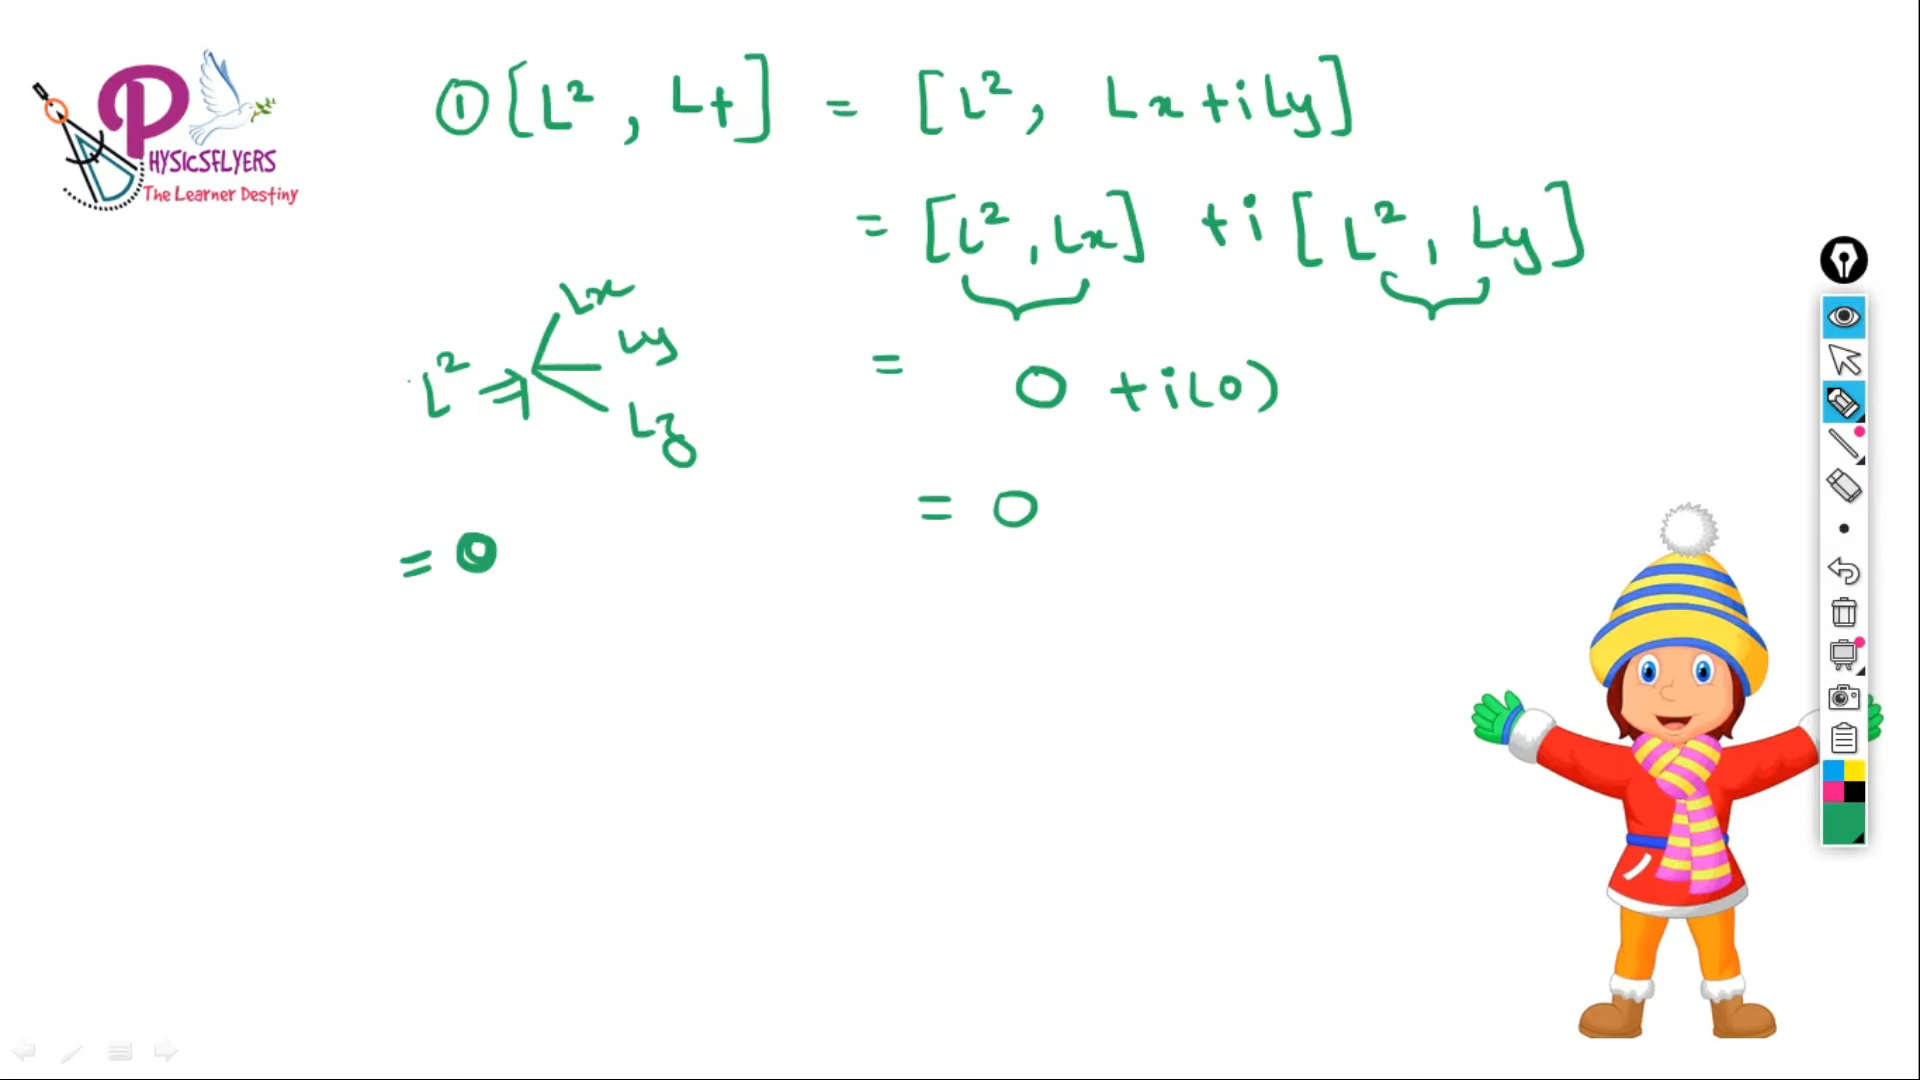 PHYSICSFLYERS
The Learner Destiny
① [L², L+] = [L², Lx + iLy]
= [L², Lx] + i [L², Ly]
= 0 + i(0)
= 0
L² ⇒ Lx
Ly
Lz
= 0